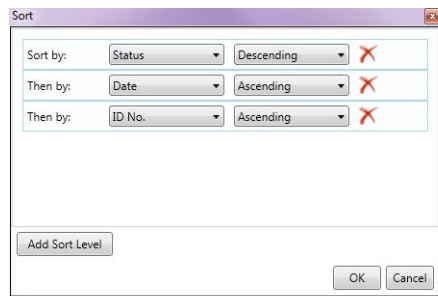 Sort
Sort by: Status Descending
Then by: Date Ascending
Then by: ID No. Ascending
Add Sort Level
OK Cancel